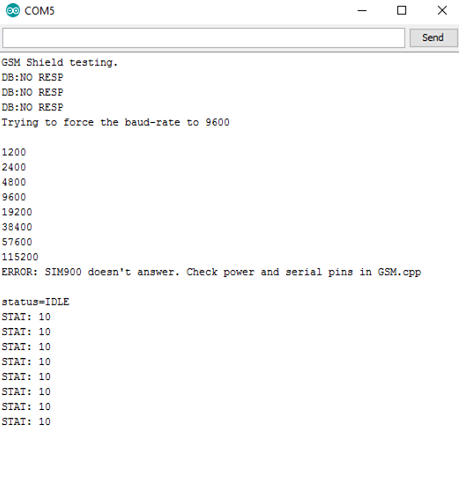 COM5
Send
GSM Shield testing.
DB:NO RESP
DB:NO RESP
DB:NO RESP
Trying to force the baud-rate to 9600
1200
2400
4800
9600
19200
38400
57600
115200
ERROR: SIM900 doesn't answer. Check power and serial pins in GSM.cpp
status=IDLE
STAT: 10
STAT: 10
STAT: 10
STAT: 10
STAT: 10
STAT: 10
STAT: 10
STAT: 10